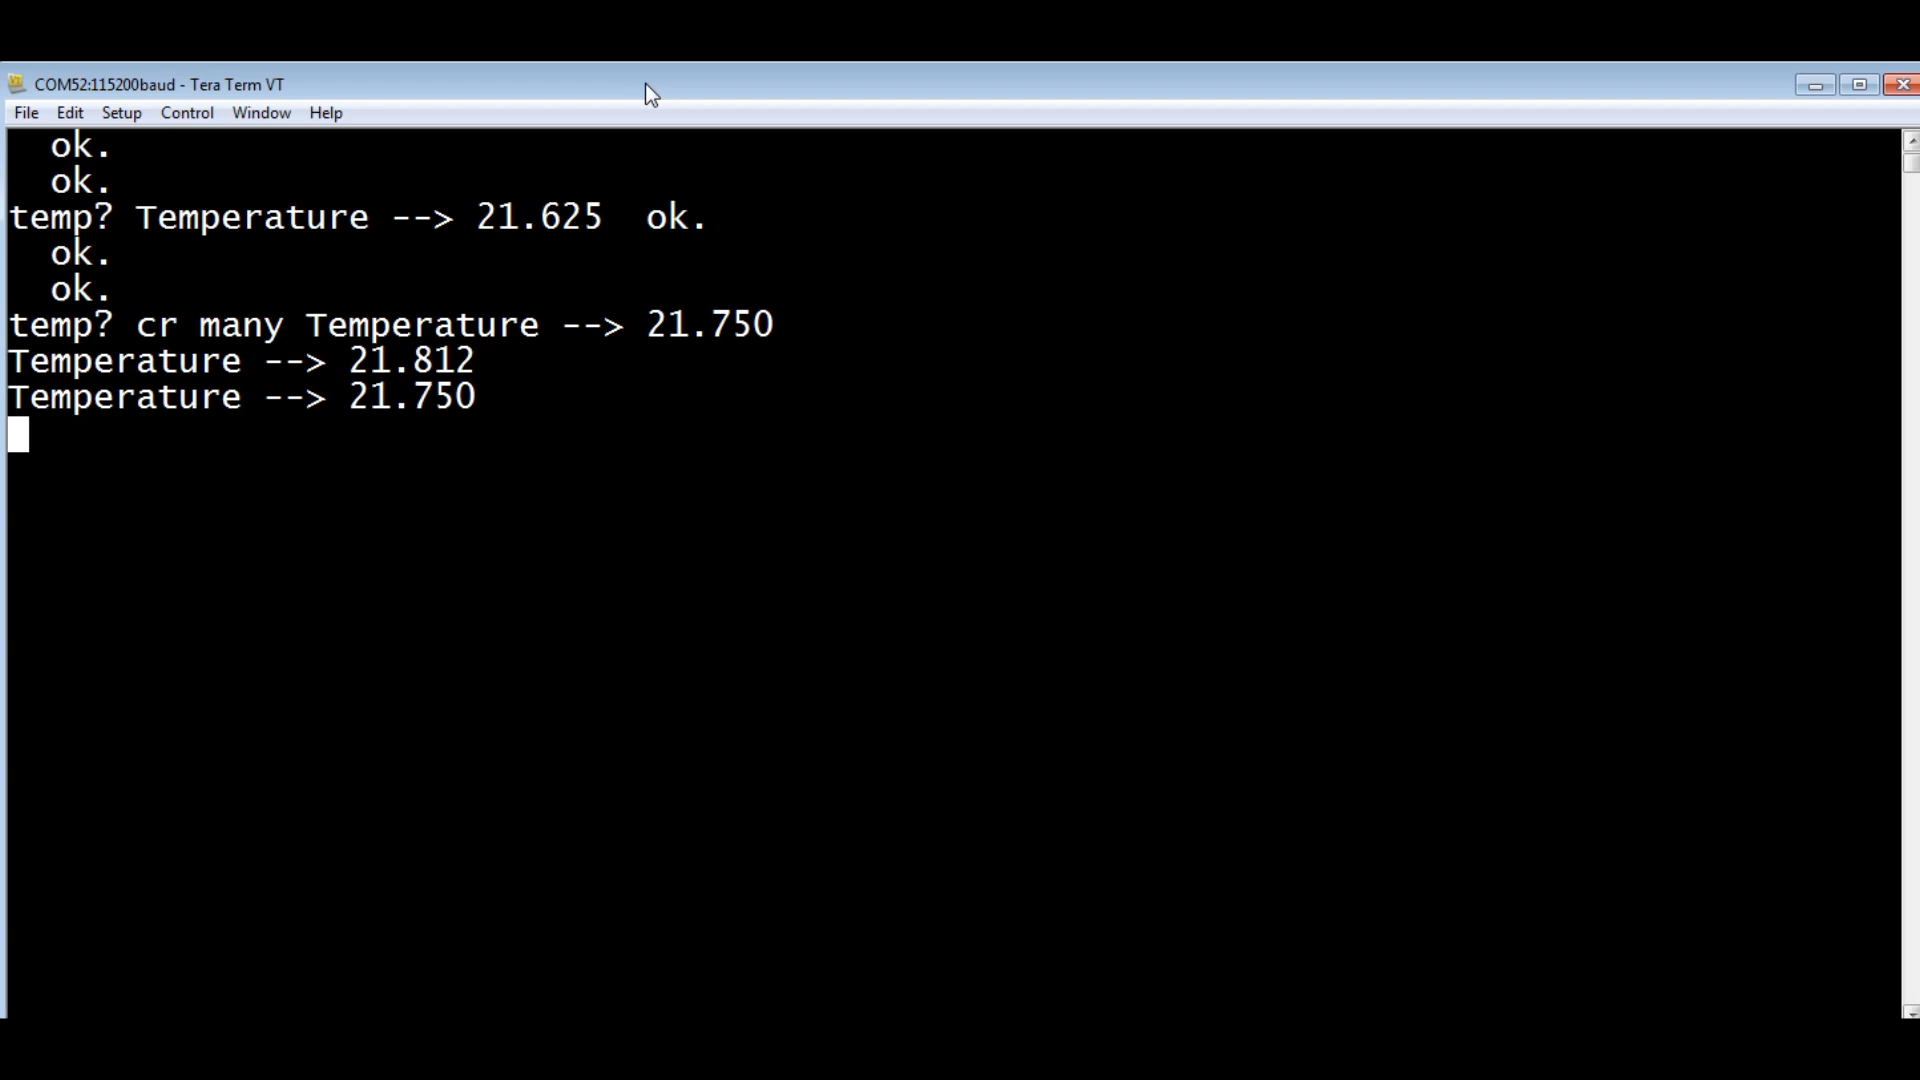 COM52:115200baud - Tera Term VT
File Edit Setup Control Window Help
ok.
ok.
temp? Temperature --> 21.625 ok.
ok.
ok.
temp? cr many Temperature --> 21.750
Temperature --> 21.812
Temperature --> 21.750